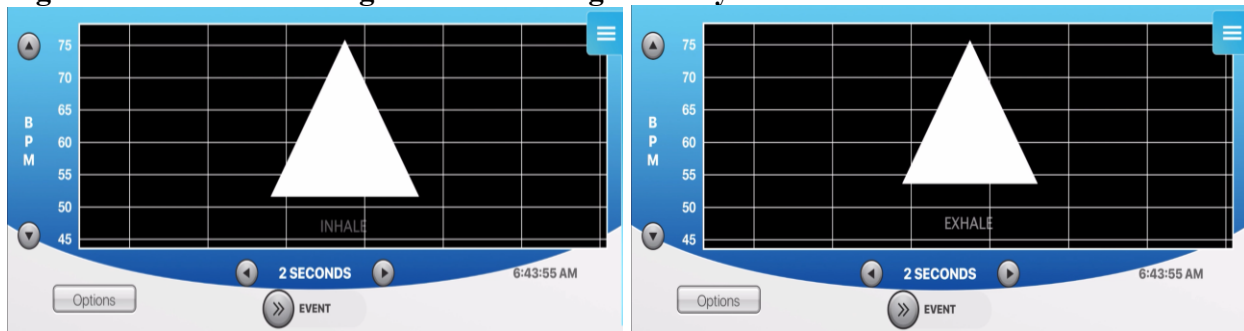 75
70
65
B
P
M
60
55
50
45
INHALE
2 SECONDS
6:43:55 AM
Options
EVENT
75
70
65
B
P
M
60
55
50
45
EXHALE
2 SECONDS
6:43:55 AM
Options
EVENT